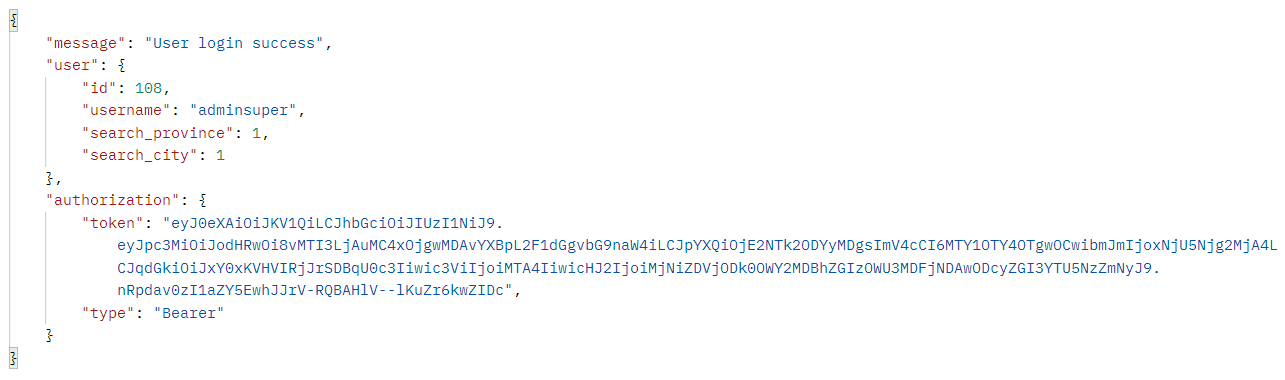 {
"message": "User login success",
"user": {
"id": 108,
"username": "adminsuper",
"search_province": 1,
"search_city": 1
},
"authorization": {
"token": "eyJ0eXAiOiJKV1QiLCJhbGciOiJIUzI1NiJ9.
eyJpc3MiOiJodHRwOi8vMTI3LjAuMC4xOjgwMDAvYXBpL2F1dGgvbG9naW4iLCJpYXQiOjE2NTk2ODYyMDgsImV4cCI6MTY1OTY4OTgwOCwibmJmIjoxNjU5Njg2MjA4L
CJqdGkiOiJxY0xKVHVIRjJrSDBqU0c3Iiwic3ViIjoiMTA4IiwicHJ2IjoiMjNiZDVjODk0OWY2MDBhZGIzOWU3MDFjNDAwODcyZGI3YTU5NzZmNyJ9.
nRpdav0zI1aZY5EwhJJrV-RQBAHlV--lKuZr6kwZIDc",
"type": "Bearer"
}
}